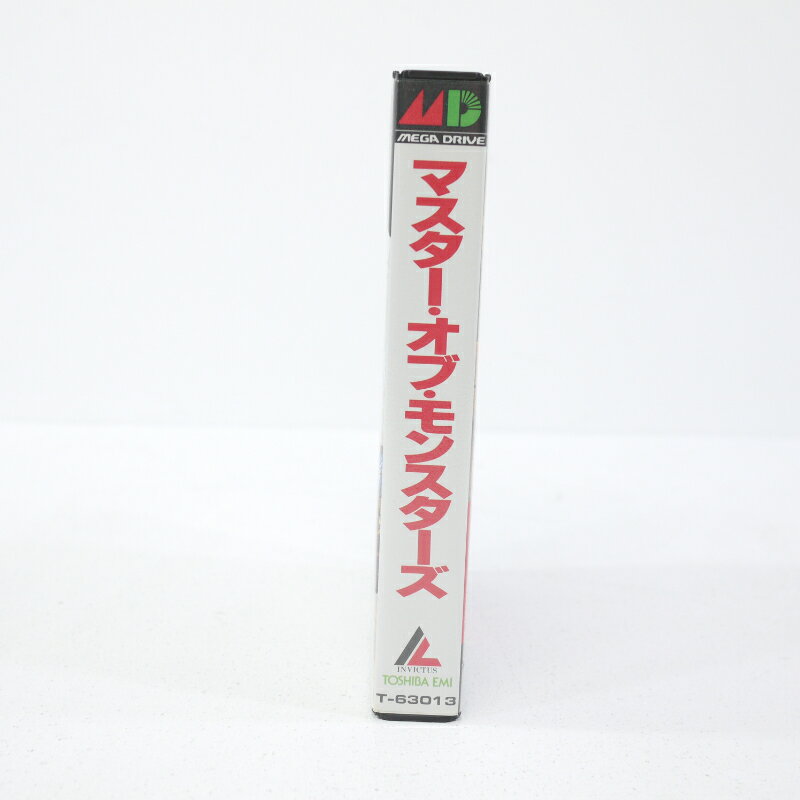 MD
MEGA DRIVE
マスター・オブ・モンスターズ
INVICTUS
TOSHIBA EMI
T-63013